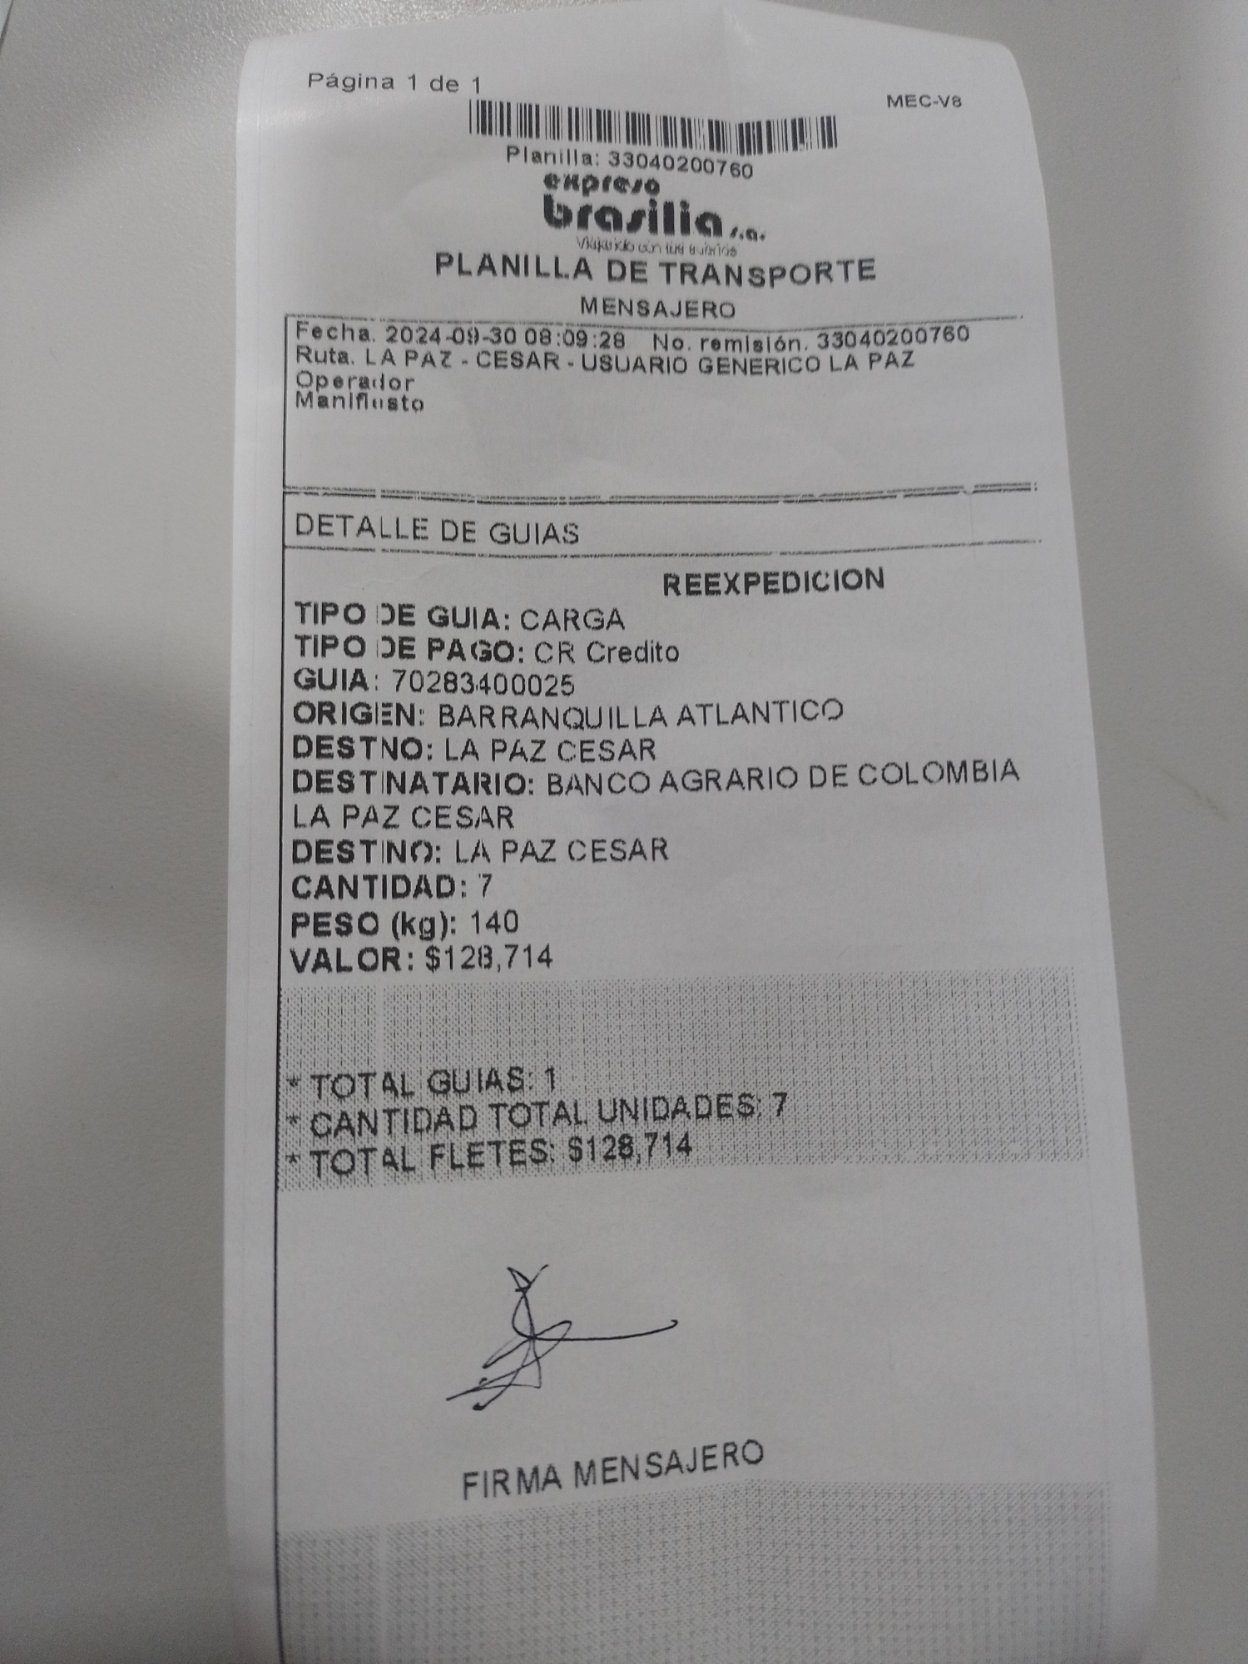 Página 1 de 1
MEC-V8
Planilla: 33040200760
expreso
brasilia s.a.
PLANILLA DE TRANSPORTE
MENSAJERO
Fecha. 2024-09-30 08:09:28 No. remisión. 33040200760
Ruta. LA PAZ - CESAR - USUARIO GENERICO LA PAZ
Operador
Manifiesto
DETALLE DE GUIAS
REEXPEDICION
TIPO DE GUIA: CARGA
TIPO DE PAGO: CR Credito
GUIA: 70283400025
ORIGEN: BARRANQUILLA ATLANTICO
DESTNO: LA PAZ CESAR
DESTINATARIO: BANCO AGRARIO DE COLOMBIA
LA PAZ CESAR
DESTINO: LA PAZ CESAR
CANTIDAD: 7
PESO (kg): 140
VALOR: $128,714
* TOTAL GUIAS: 1
* CANTIDAD TOTAL UNIDADES: 7
* TOTAL FLETES: $128,714
FIRMA MENSAJERO